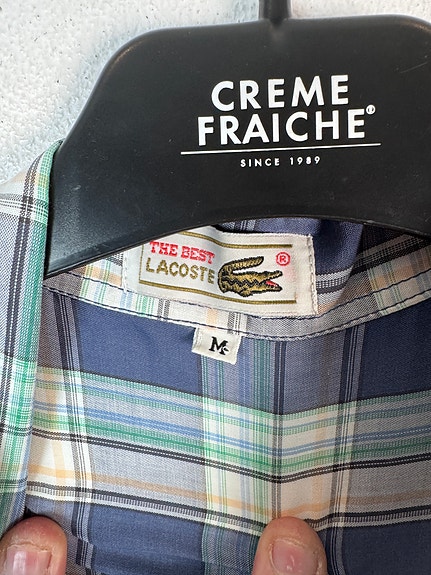 CREME
FRAICHE®
SINCE 1989
THE BEST
LACOSTE ®
M